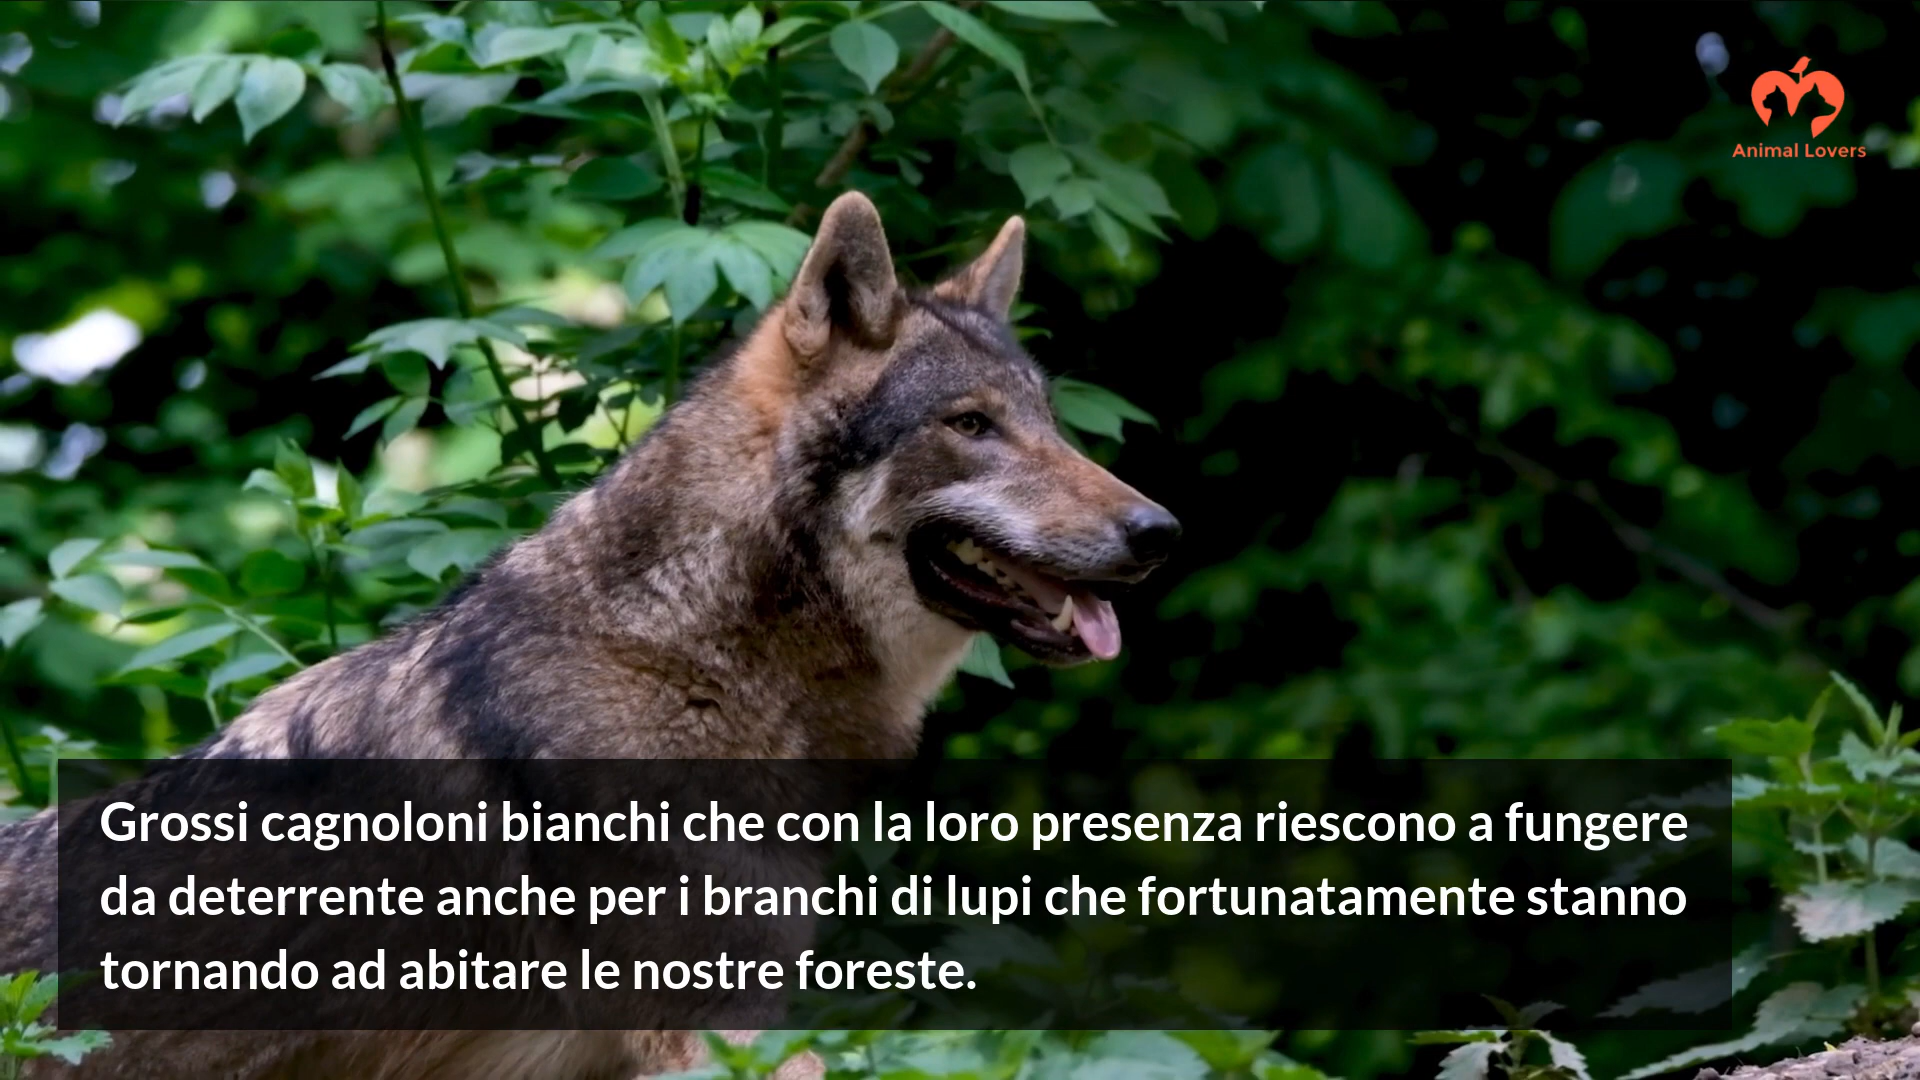 Animal Lovers
Grossi cagnoloni bianchi che con la loro presenza riescono a fungere
da deterrente anche per i branchi di lupi che fortunatamente stanno
tornando ad abitare le nostre foreste.